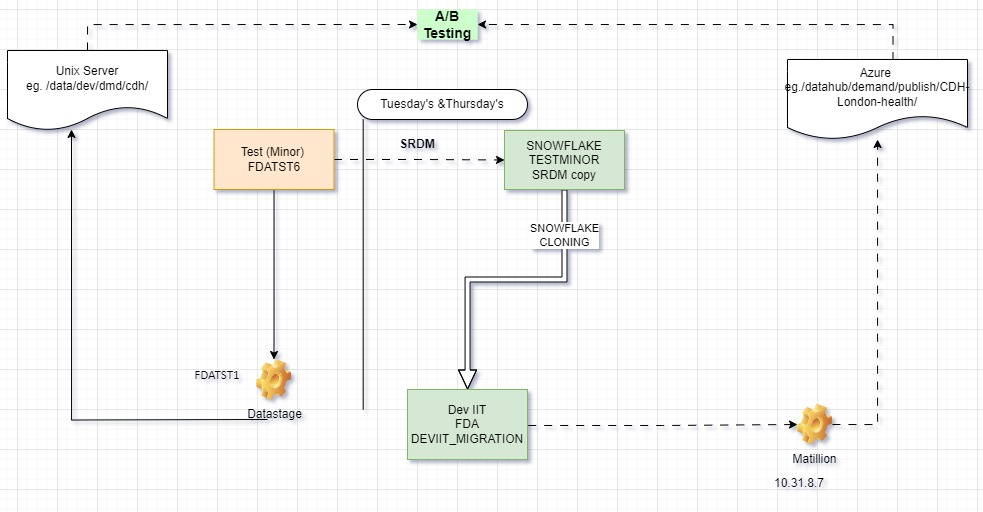 A/B
Testing
Unix Server
eg. /data/dev/dmd/cdh/
Azure
eg./datahub/demand/publish/CDH-
London-health/
Tuesday's &Thursday's
Test (Minor)
FDATST6
SRDM
SNOWFLAKE
TESTMINOR
SRDM copy
SNOWFLAKE
CLONING
FDATST1
Datastage
Dev IIT
FDA
DEVIIT_MIGRATION
Matillion
10.31.8.7